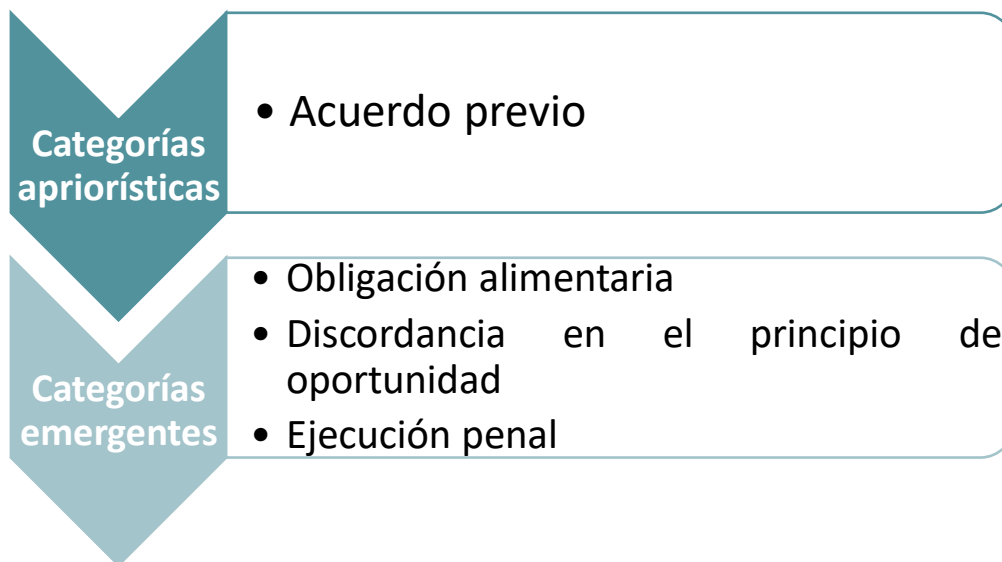 Categorías
apriorísticas
• Acuerdo previo
Categorías
emergentes
• Obligación alimentaria
• Discordancia en el principio de
oportunidad
• Ejecución penal